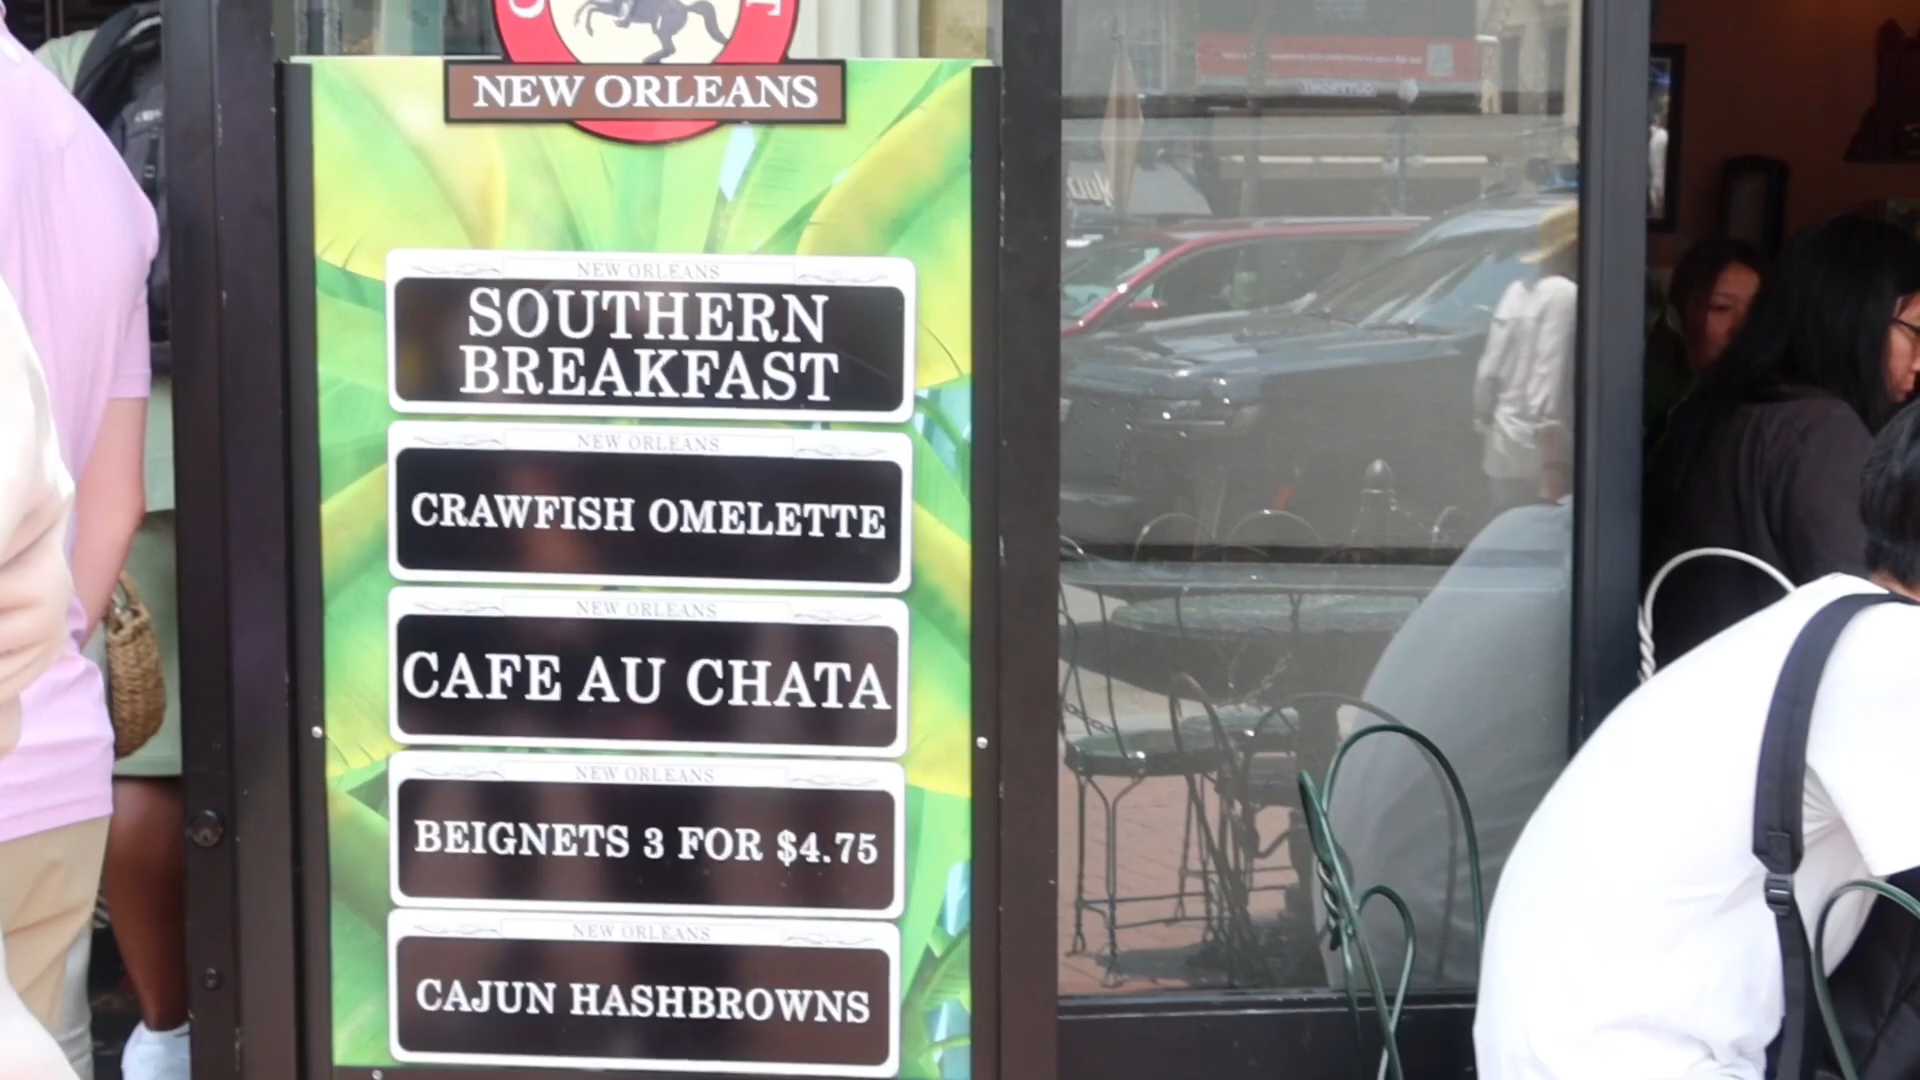 NEW ORLEANS
NEW ORLEANS
SOUTHERN
BREAKFAST
NEW ORLEANS
CRAWFISH OMELETTE
NEW ORLEANS
CAFE AU CHATA
NEW ORLEANS
BEIGNETS 3 FOR $4.75
NEW ORLEANS
CAJUN HASHBROWNS